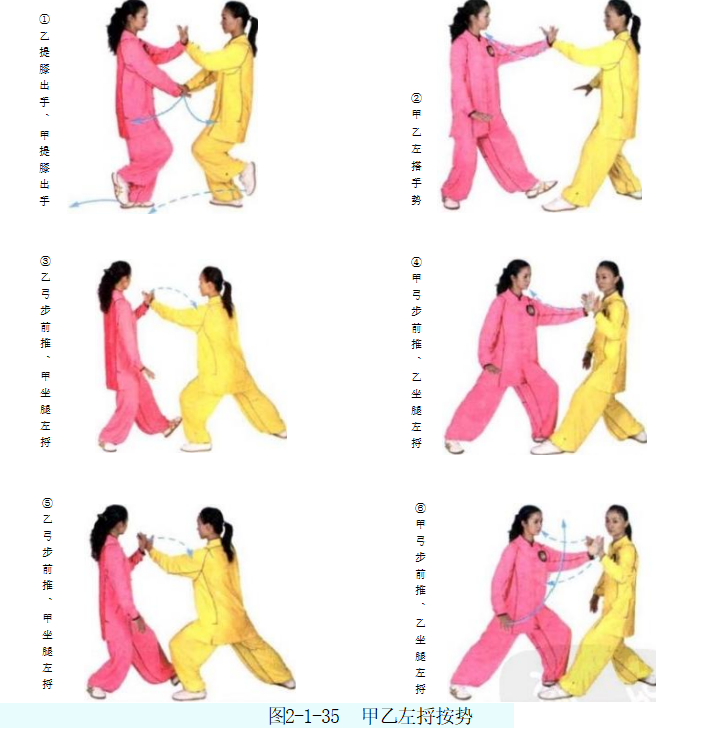 ①乙提膝出手、甲提膝出手
②甲乙左搭手势
③乙弓步前推、甲坐腿左捋
④甲弓步前推、乙坐腿左捋
⑤乙弓步前推、甲坐腿左捋
⑧甲弓步前推、乙坐腿左捋
图2-1-35 甲乙左捋按势